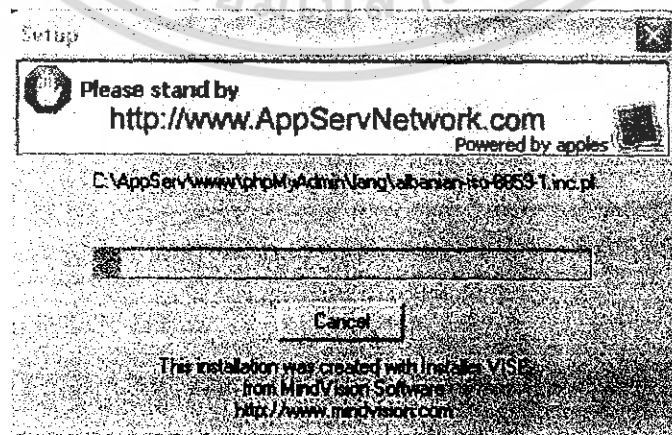 Setup
Please stand by
http://www.AppServNetwork.com
Powered by apples
C:\AppServ\www\phpMyAdmin\lang\albanian-iso-8859-1.inc.p
Cancel
This installation was created with Installer VISE
from MindVision Software
http://www.mindvision.com